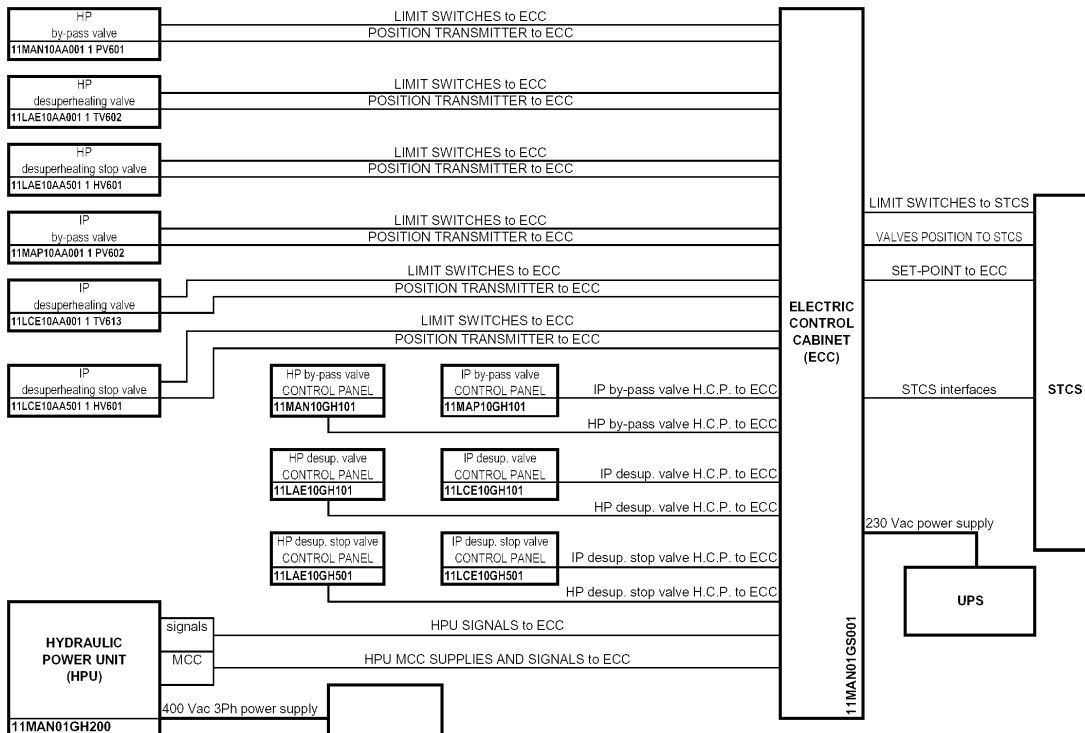 HP
by-pass valve
11MAN10AA001 1 PV601
LIMIT SWITCHES to ECC
POSITION TRANSMITTER to ECC
HP
desuperheating valve
11LAE10AA001 1 TV602
LIMIT SWITCHES to ECC
POSITION TRANSMITTER to ECC
HP
desuperheating stop valve
11LAE10AA501 1 HV601
LIMIT SWITCHES to ECC
POSITION TRANSMITTER to ECC
IP
by-pass valve
11MAP10AA001 1 PV602
LIMIT SWITCHES to ECC
POSITION TRANSMITTER to ECC
IP
desuperheating valve
11LCE10AA001 1 TV613
LIMIT SWITCHES to ECC
POSITION TRANSMITTER to ECC
IP
desuperheating stop valve
11LCE10AA501 1 HV601
LIMIT SWITCHES to ECC
POSITION TRANSMITTER to ECC
HP by-pass valve
CONTROL PANEL
11MAN10GH101
IP by-pass valve
CONTROL PANEL
11MAP10GH101
IP by-pass valve H.C.P. to ECC
HP by-pass valve H.C.P. to ECC
HP desup. valve
CONTROL PANEL
11LAE10GH101
IP desup. valve
CONTROL PANEL
11LCE10GH101
IP desup. valve H.C.P. to ECC
HP desup. valve H.C.P. to ECC
HP desup. stop valve
CONTROL PANEL
11LAE10GH501
IP desup. stop valve
CONTROL PANEL
11LCE10GH501
IP desup. stop valve H.C.P. to ECC
HP desup. stop valve H.C.P. to ECC
HYDRAULIC
POWER UNIT
(HPU)
11MAN01GH200
signals
MCC
HPU SIGNALS to ECC
HPU MCC SUPPLIES AND SIGNALS to ECC
400 Vac 3Ph power supply
ELECTRIC
CONTROL
CABINET
(ECC)
11MAN01GS001
LIMIT SWITCHES to STCS
VALVES POSITION TO STCS
SET-POINT to ECC
STCS interfaces
STCS
230 Vac power supply
UPS